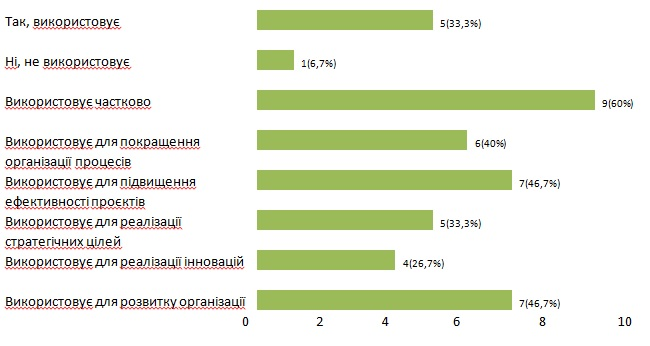 Так, використовує
5(33,3%)
Ні, не використовує
1(6,7%)
Використовує частково
9(60%)
Використовує для покращення
організації процесів
6(40%)
Використовує для підвищення
ефективності проєктів
7(46,7%)
Використовує для реалізації
стратегічних цілей
5(33,3%)
Використовує для реалізації інновацій
4(26,7%)
Використовує для розвитку організації
7(46,7%)
0 2 4 6 8 10